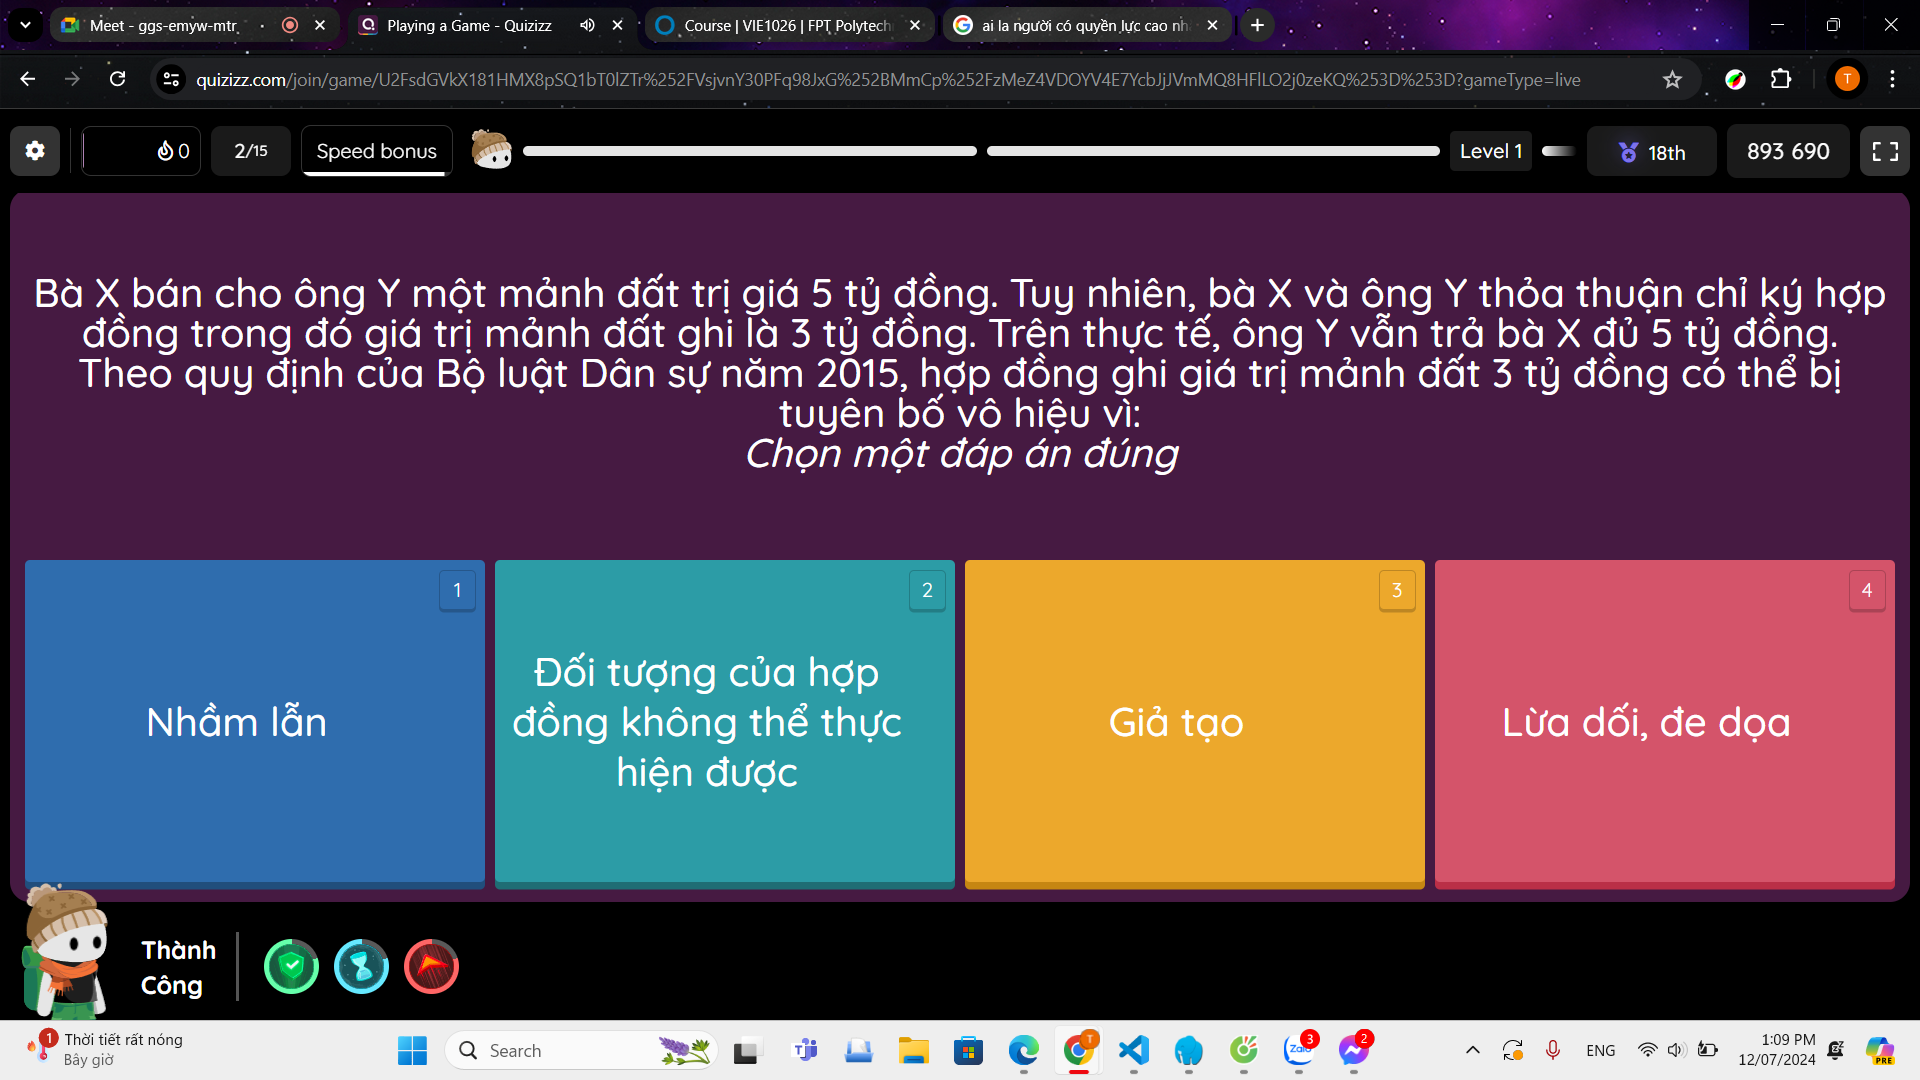 Meet - ggs-emyw-mtr
Playing a Game - Quizizz
Course | VIE1026 | FPT Polytech
ai la người có quyền lực cao nh
quizizz.com/join/game/U2FsdGVkX181HMX8pSQ1bT0lZTr%252FVsjvnY30PFq98JxG%252BMmCp%252FzMeZ4VDOYV4E7YcbJjJVmMQ8HFlLO2j0zeKQ%253D%253D?gameType=live
T
0
2/15
Speed bonus
Level 1
18th
893 690
Bà X bán cho ông Y một mảnh đất trị giá 5 tỷ đồng. Tuy nhiên, bà X và ông Y thỏa thuận chỉ ký hợp
đồng trong đó giá trị mảnh đất ghi là 3 tỷ đồng. Trên thực tế, ông Y vẫn trả bà X đủ 5 tỷ đồng.
Theo quy định của Bộ luật Dân sự năm 2015, hợp đồng ghi giá trị mảnh đất 3 tỷ đồng có thể bị
tuyên bố vô hiệu vì:
Chọn một đáp án đúng
1
Nhầm lẫn
2
Đối tượng của hợp
đồng không thể thực
hiện được
3
Giả tạo
4
Lừa dối, đe dọa
Thành
Công
1
Thời tiết rất nóng
Bây giờ
Search
T
Zalo
3
2
ENG
1:09 PM
12/07/2024
PRE